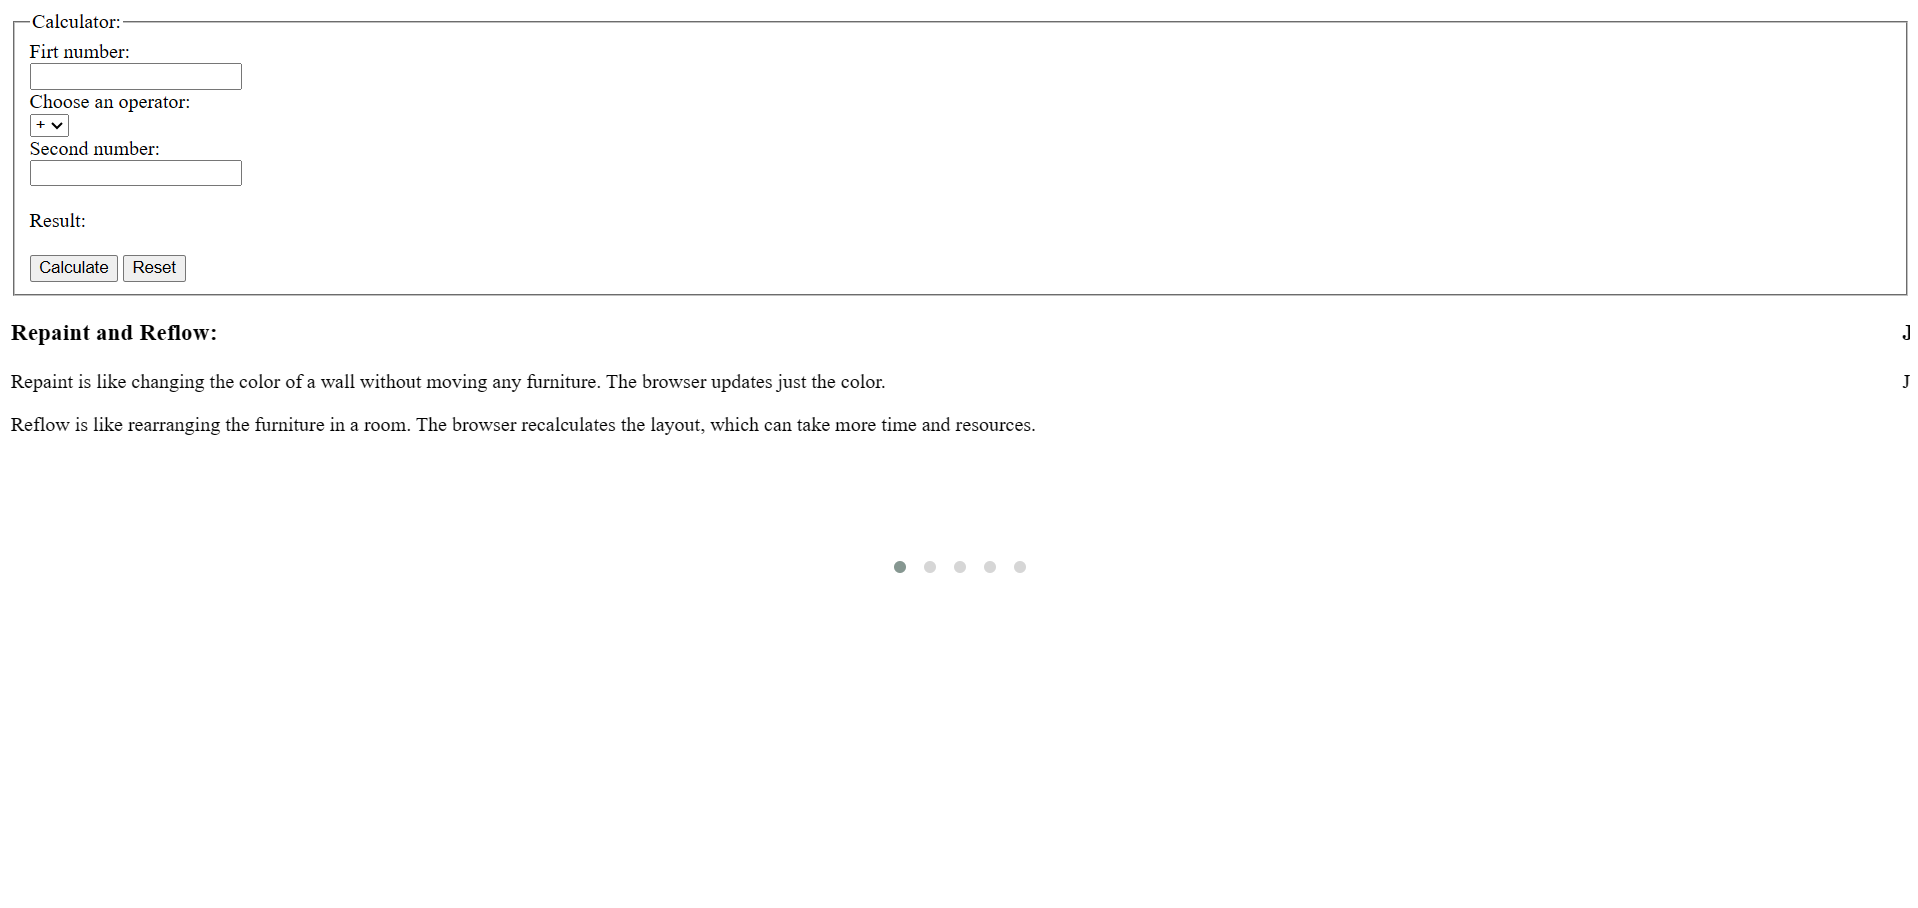 Calculator:
Firt number:
Choose an operator:
+
Second number:
Result:
Calculate Reset
Repaint and Reflow:
J
Repaint is like changing the color of a wall without moving any furniture. The browser updates just the color.
J
Reflow is like rearranging the furniture in a room. The browser recalculates the layout, which can take more time and resources.